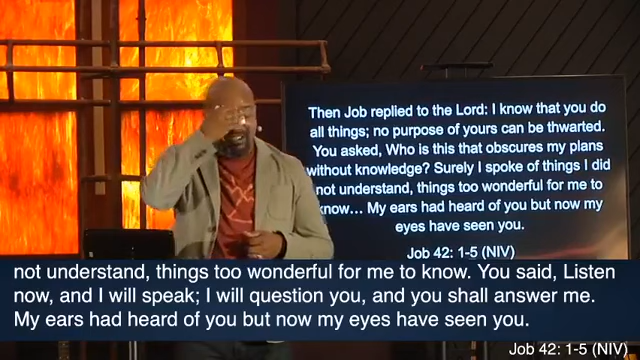 Then Job replied to the Lord: I know that you do
all things; no purpose of yours can be thwarted.
You asked, Who is this that obscures my plans
without knowledge? Surely I spoke of things I did
not understand, things too wonderful for me to
know… My ears had heard of you but now my
eyes have seen you.
Job 42: 1-5 (NIV)
not understand, things too wonderful for me to know. You said, Listen
now, and I will speak; I will question you, and you shall answer me.
My ears had heard of you but now my eyes have seen you.
Job 42: 1-5 (NIV)